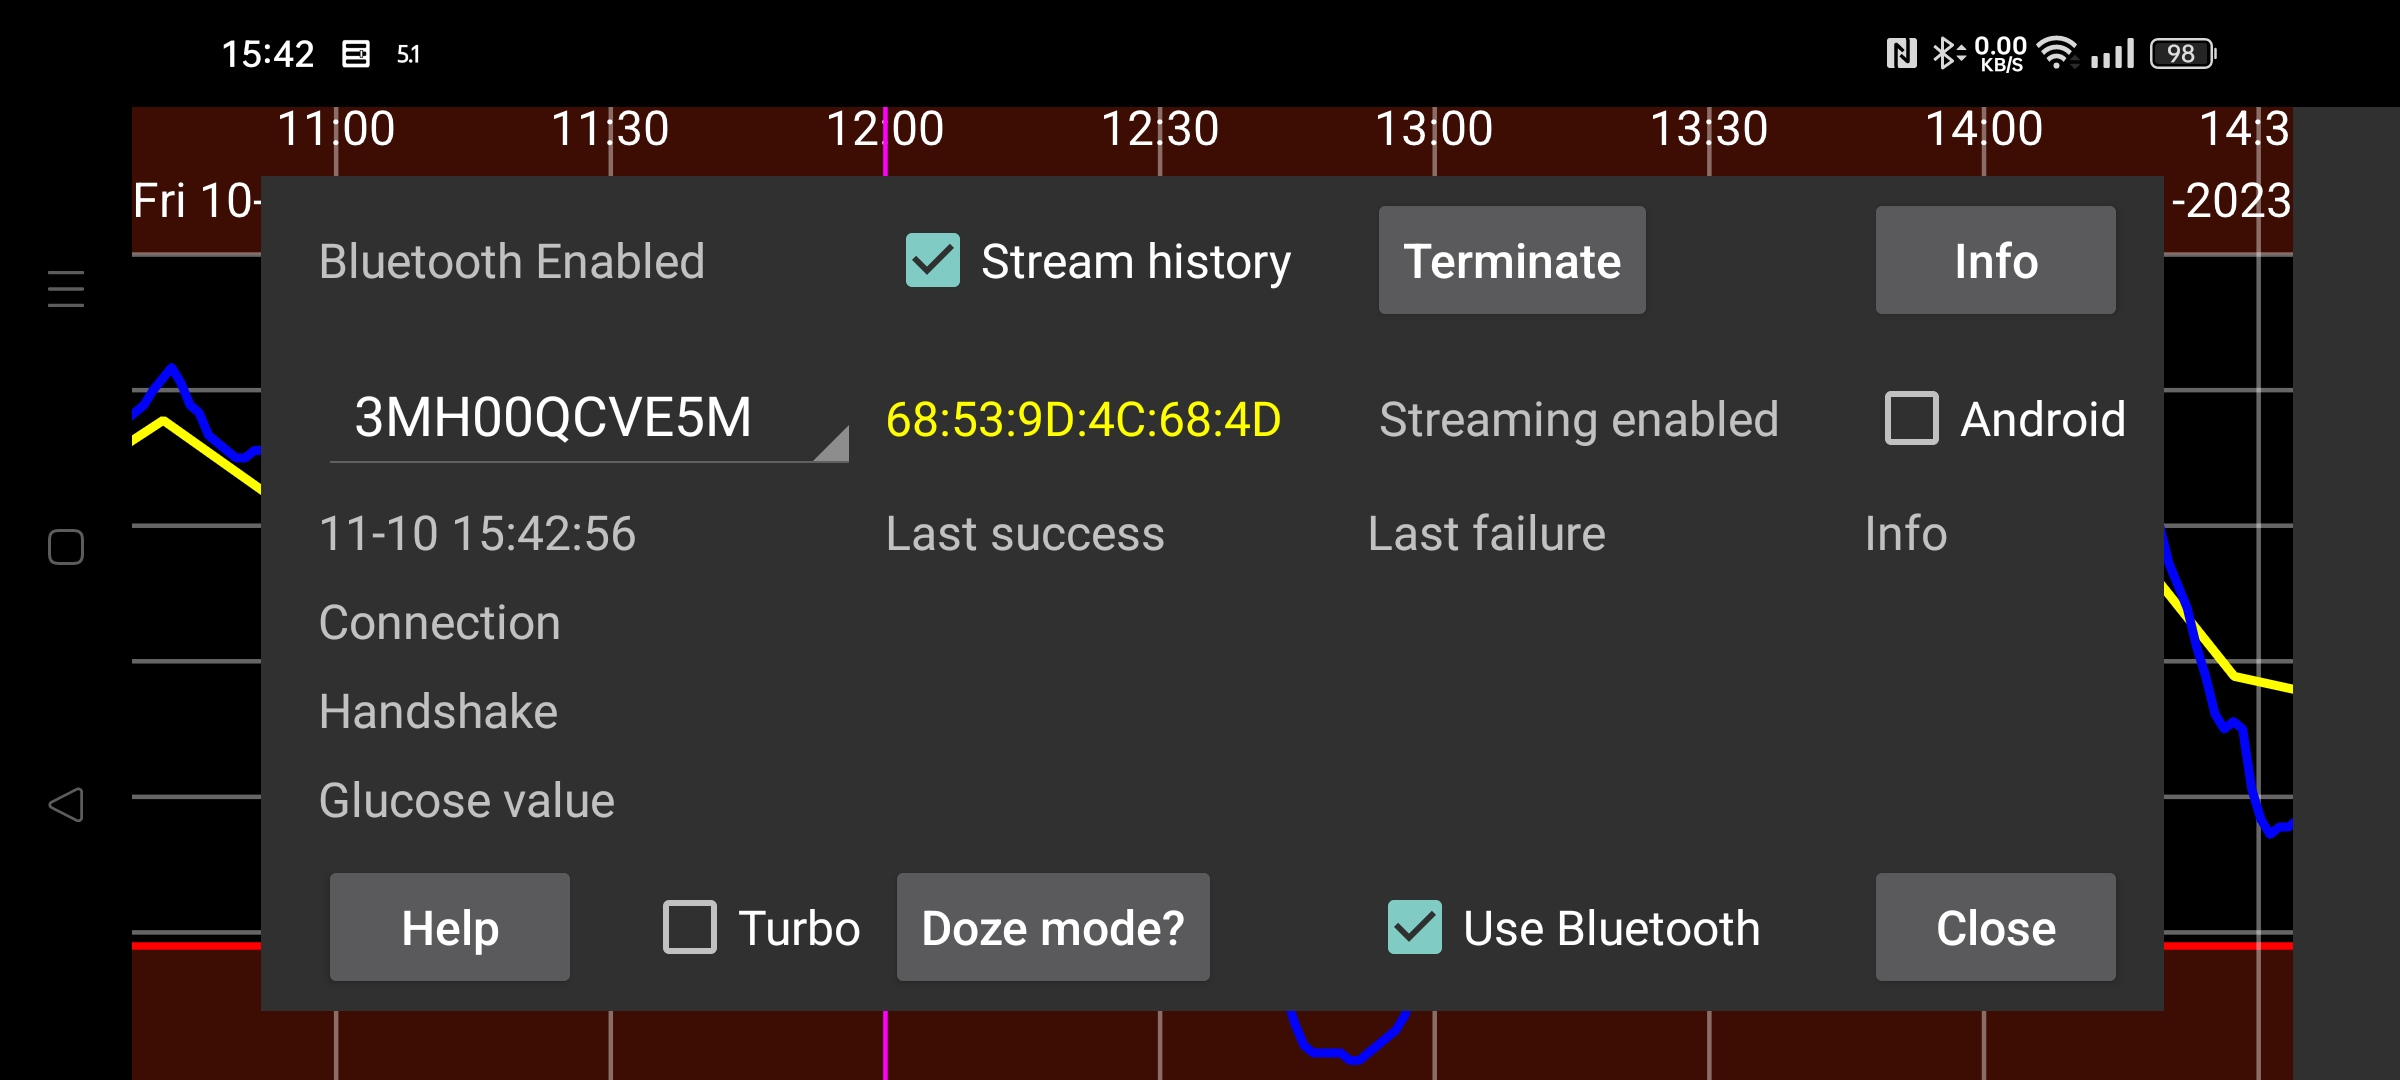 15:42 5.1 0.00 KB/S 98
11:00 11:30 12:00 12:30 13:00 13:30 14:00 14:3
Fri 10- -2023
Bluetooth Enabled Stream history Terminate Info
3MH00QCVE5M 68:53:9D:4C:68:4D Streaming enabled Android
11-10 15:42:56 Last success Last failure Info
Connection
Handshake
Glucose value
Help Turbo Doze mode? Use Bluetooth Close